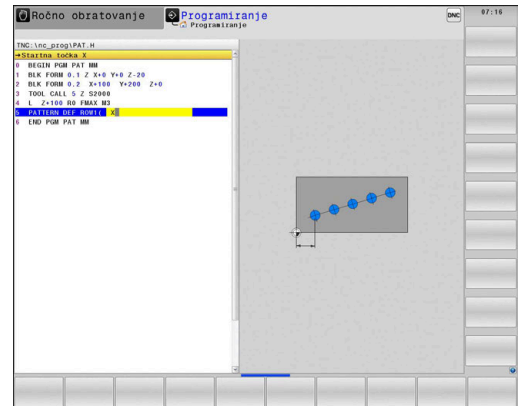 Ročno obratovanje
Programiranje
Programiranje
DNC
07:16
TNC:\nc_prog\PAT.H
→Startna točka X
0 BEGIN PGM PAT MM
1 BLK FORM 0.1 Z X+0 Y+0 Z-20
2 BLK FORM 0.2 X+100 Y+200 Z+0
3 TOOL CALL 5 Z S2000
4 L Z+100 R0 FMAX M3
5 PATTERN DEF ROW1( X
6 END PGM PAT MM